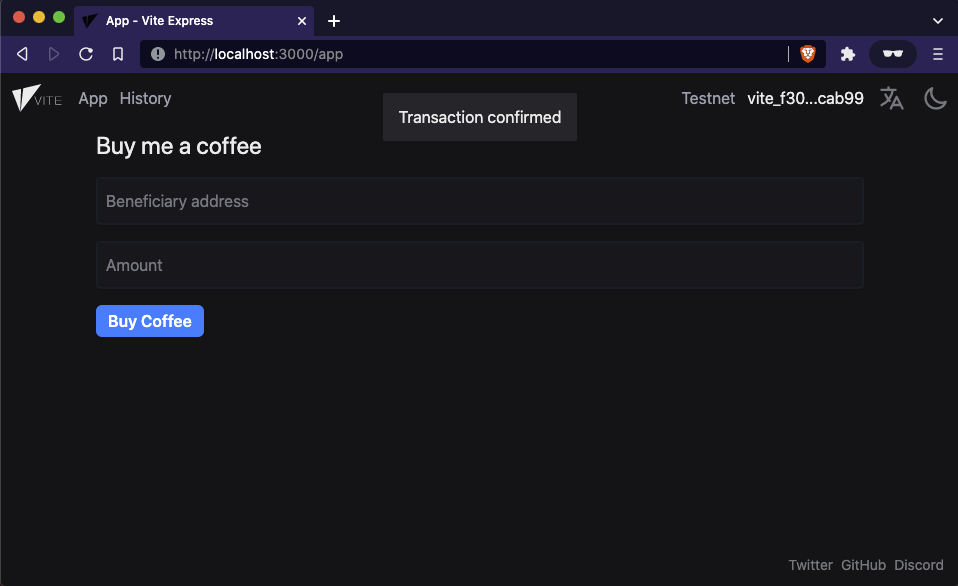 App - Vite Express
http://localhost:3000/app
VITE App History Testnet vite_f30...cab99
Transaction confirmed
Buy me a coffee
Beneficiary address
Amount
Buy Coffee
Twitter GitHub Discord